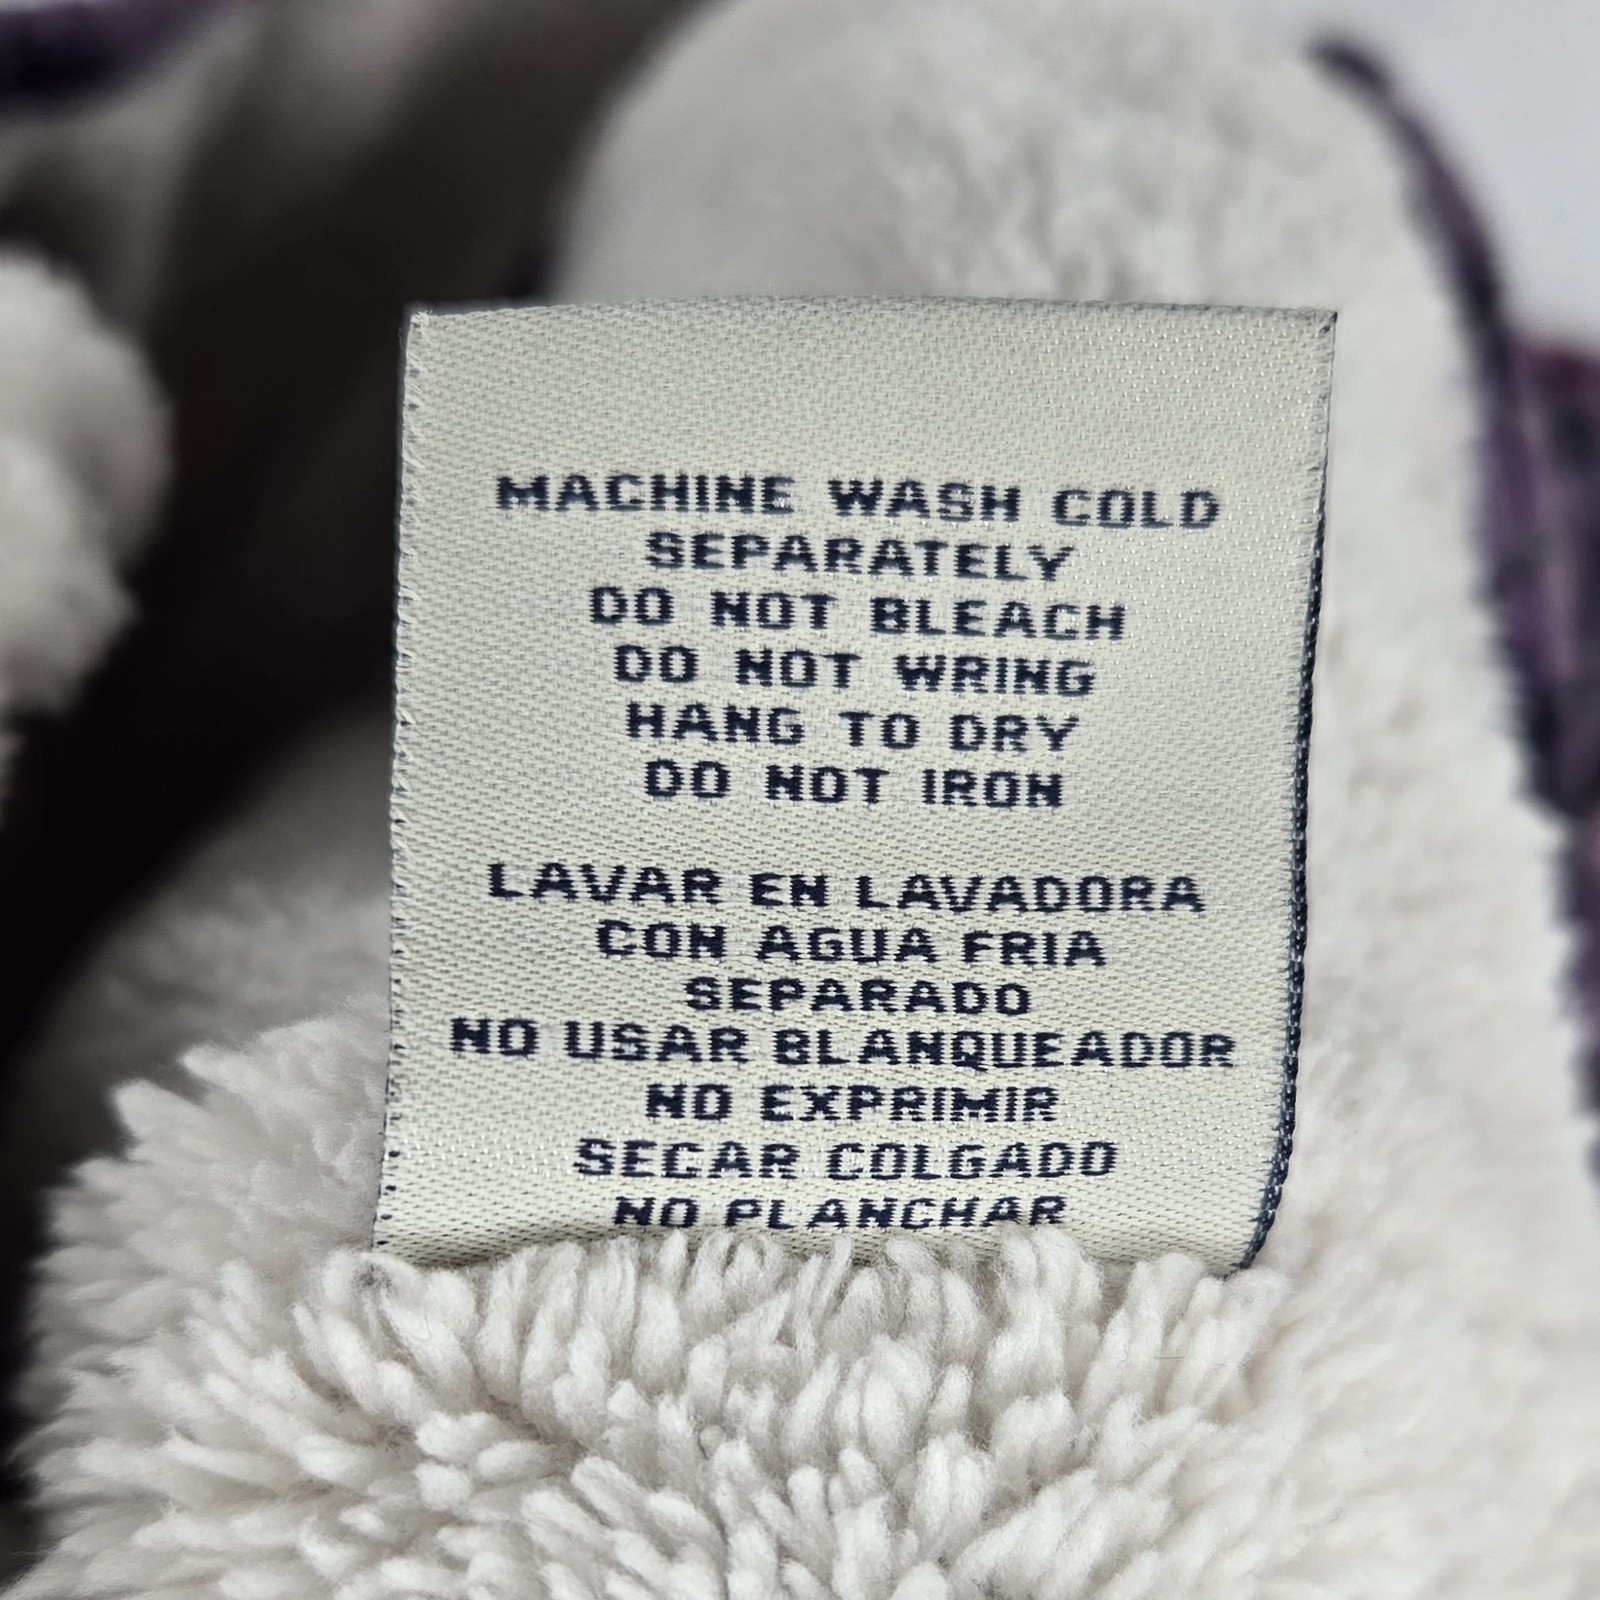 MACHINE WASH COLD
SEPARATELY
DO NOT BLEACH
DO NOT WRING
HANG TO DRY
DO NOT IRON
LAVAR EN LAVADORA
CON AGUA FRIA
SEPARADO
NO USAR BLANQUEADOR
NO EXPRIMIR
SECAR COLGADO
NO PLANCHAR